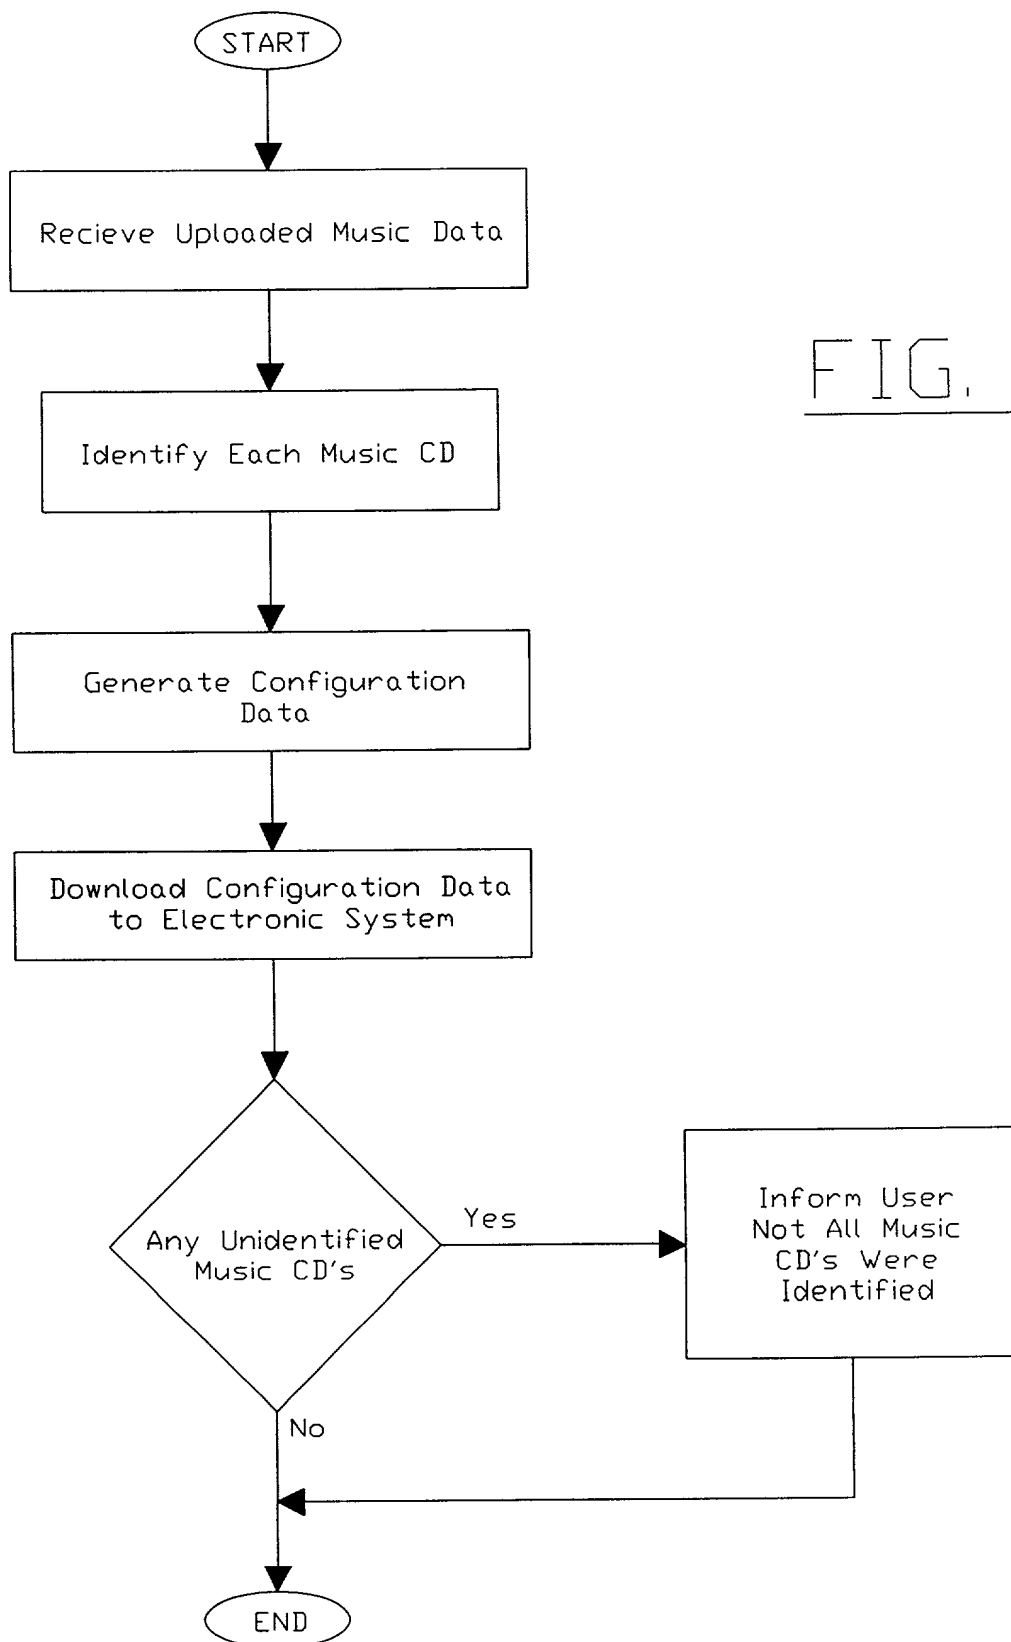 START
Recieve Uploaded Music Data
FIG.
Identify Each Music CD
Generate Configuration
Data
Download Configuration Data
to Electronic System
Any Unidentified
Music CD's
Yes
Inform User
Not All Music
CD's Were
Identified
No
END